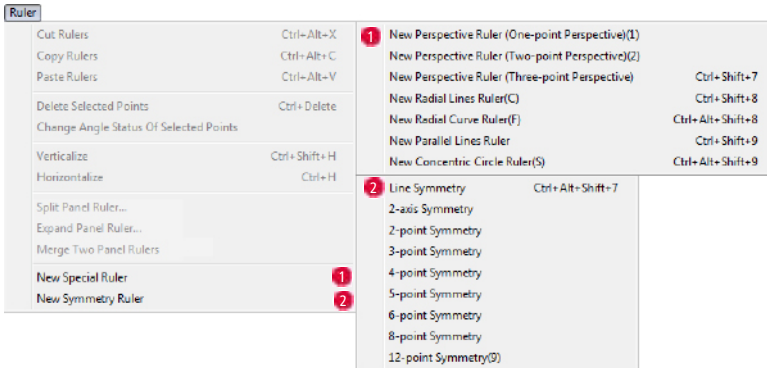 Ruler
Cut Rulers Ctrl+Alt+X
Copy Rulers Ctrl+Alt+C
Paste Rulers Ctrl+Alt+V
Delete Selected Points Ctrl+Delete
Change Angle Status Of Selected Points
Verticalize Ctrl+Shift+H
Horizontalize Ctrl+H
Split Panel Ruler...
Expand Panel Ruler...
Merge Two Panel Rulers
New Special Ruler 1
New Symmetry Ruler 2
1 New Perspective Ruler (One-point Perspective)(1)
New Perspective Ruler (Two-point Perspective)(2)
New Perspective Ruler (Three-point Perspective) Ctrl+Shift+7
New Radial Lines Ruler(C) Ctrl+Shift+8
New Radial Curve Ruler(F) Ctrl+Alt+Shift+8
New Parallel Lines Ruler Ctrl+Shift+9
New Concentric Circle Ruler(S) Ctrl+Alt+Shift+9
2 Line Symmetry Ctrl+Alt+Shift+7
2-axis Symmetry
2-point Symmetry
3-point Symmetry
4-point Symmetry
5-point Symmetry
6-point Symmetry
8-point Symmetry
12-point Symmetry(9)